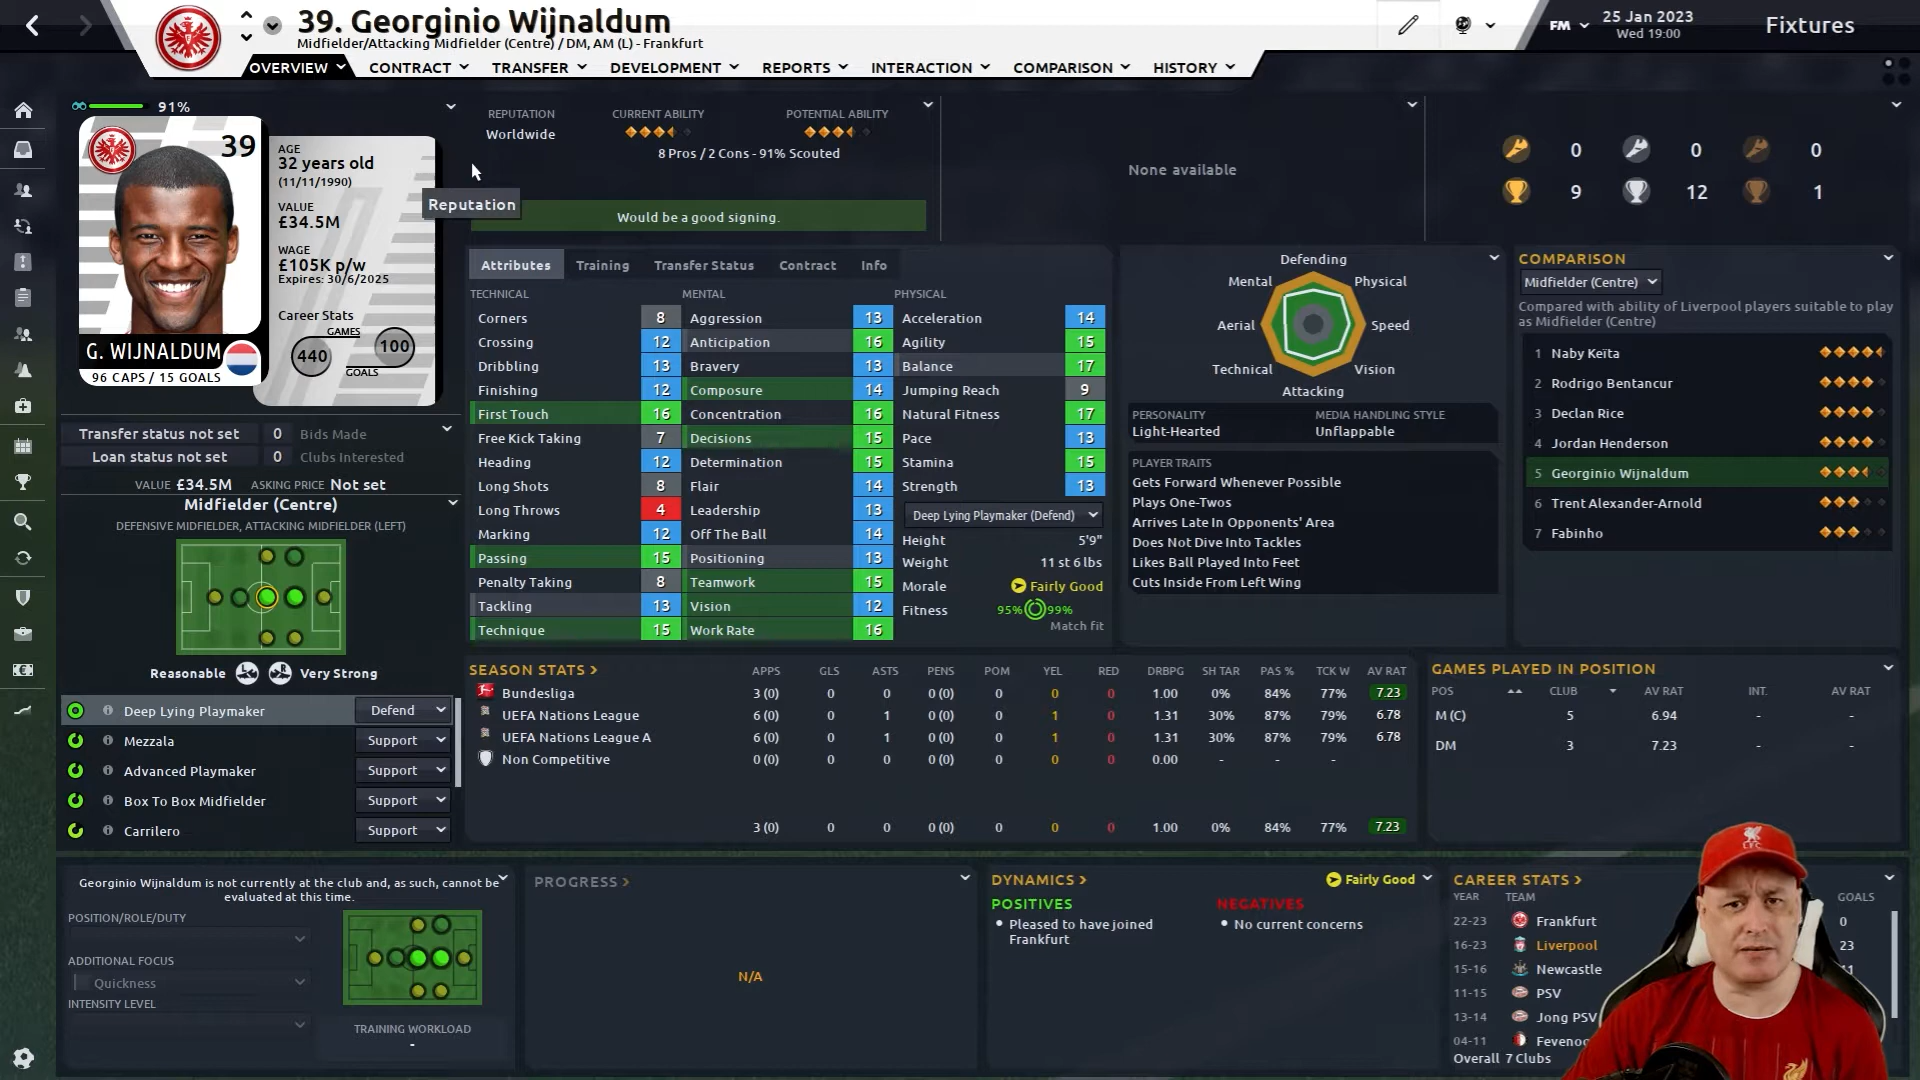 39. Georginio Wijnaldum
Midfielder/Attacking Midfielder (Centre) / DM, AM (L) - Frankfurt
FM
25 Jan 2023
Wed 19:00
Fixtures
OVERVIEW CONTRACT TRANSFER DEVELOPMENT REPORTS INTERACTION COMPARISON HISTORY
91%
39
G. WIJNALDUM
96 CAPS / 15 GOALS
AGE
32 years old
(11/11/1990)
VALUE
£34.5M
WAGE
£105K p/w
Expires: 30/6/2025
Career Stats
GAMES
440 100
GOALS
REPUTATION CURRENT ABILITY POTENTIAL ABILITY
Worldwide
8 Pros / 2 Cons - 91% Scouted
Reputation
Would be a good signing.
None available
0 0 0
9 12 1
Transfer status not set 0 Bids Made
Loan status not set 0 Clubs Interested
VALUE £34.5M ASKING PRICE Not set
Midfielder (Centre)
DEFENSIVE MIDFIELDER, ATTACKING MIDFIELDER (LEFT)
Reasonable L R Very Strong
Deep Lying Playmaker Defend
Mezzala Support
Advanced Playmaker Support
Box To Box Midfielder Support
Carrilero Support
Attributes Training Transfer Status Contract Info
TECHNICAL MENTAL PHYSICAL
Corners 8 Aggression 13 Acceleration 14
Crossing 12 Anticipation 16 Agility 15
Dribbling 13 Bravery 13 Balance 17
Finishing 12 Composure 14 Jumping Reach 9
First Touch 16 Concentration 16 Natural Fitness 17
Free Kick Taking 7 Decisions 15 Pace 13
Heading 12 Determination 15 Stamina 15
Long Shots 8 Flair 14 Strength 13
Long Throws 4 Leadership 13 Deep Lying Playmaker (Defend)
Marking 12 Off The Ball 14 Height 5'9"
Passing 15 Positioning 13 Weight 11 st 6 lbs
Penalty Taking 8 Teamwork 15 Morale Fairly Good
Tackling 13 Vision 12 Fitness 95% 99%
Technique 15 Work Rate 16 Match fit
Defending
Mental Physical
Aerial Speed
Technical Vision
Attacking
PERSONALITY MEDIA HANDLING STYLE
Light-Hearted Unflappable
PLAYER TRAITS
Gets Forward Whenever Possible
Plays One-Twos
Arrives Late In Opponents' Area
Does Not Dive Into Tackles
Likes Ball Played Into Feet
Cuts Inside From Left Wing
COMPARISON
Midfielder (Centre)
Compared with ability of Liverpool players suitable to play
as Midfielder (Centre)
1 Naby Keïta
2 Rodrigo Bentancur
3 Declan Rice
4 Jordan Henderson
5 Georginio Wijnaldum
6 Trent Alexander-Arnold
7 Fabinho
SEASON STATS > APPS GLS ASTS PENS POM YEL RED DRBPG SH TAR PAS % TCK W AV RAT
Bundesliga 3 (0) 0 0 0 (0) 0 0 0 1.00 0% 84% 77% 7.23
UEFA Nations League 6 (0) 0 1 0 (0) 0 1 0 1.31 30% 87% 79% 6.78
UEFA Nations League A 6 (0) 0 1 0 (0) 0 1 0 1.31 30% 87% 79% 6.78
Non Competitive 0 (0) 0 0 0 (0) 0 0 0 0.00 - - -
3 (0) 0 0 0 (0) 0 0 0 1.00 0% 84% 77% 7.23
GAMES PLAYED IN POSITION
POS CLUB AV RAT INT. AV RAT
M (C) 5 6.94 - -
DM 3 7.23 - -
Georginio Wijnaldum is not currently at the club and, as such, cannot be
evaluated at this time.
POSITION/ROLE/DUTY
ADDITIONAL FOCUS
Quickness
INTENSITY LEVEL
TRAINING WORKLOAD
-
PROGRESS >
N/A
DYNAMICS > Fairly Good
POSITIVES NEGATIVES
• Pleased to have joined
Frankfurt
• No current concerns
CAREER STATS >
YEAR TEAM GOALS
22-23 Frankfurt 0
16-23 Liverpool 23
15-16 Newcastle 11
11-15 PSV
13-14 Jong PSV
04-11
Overall 7 Clubs